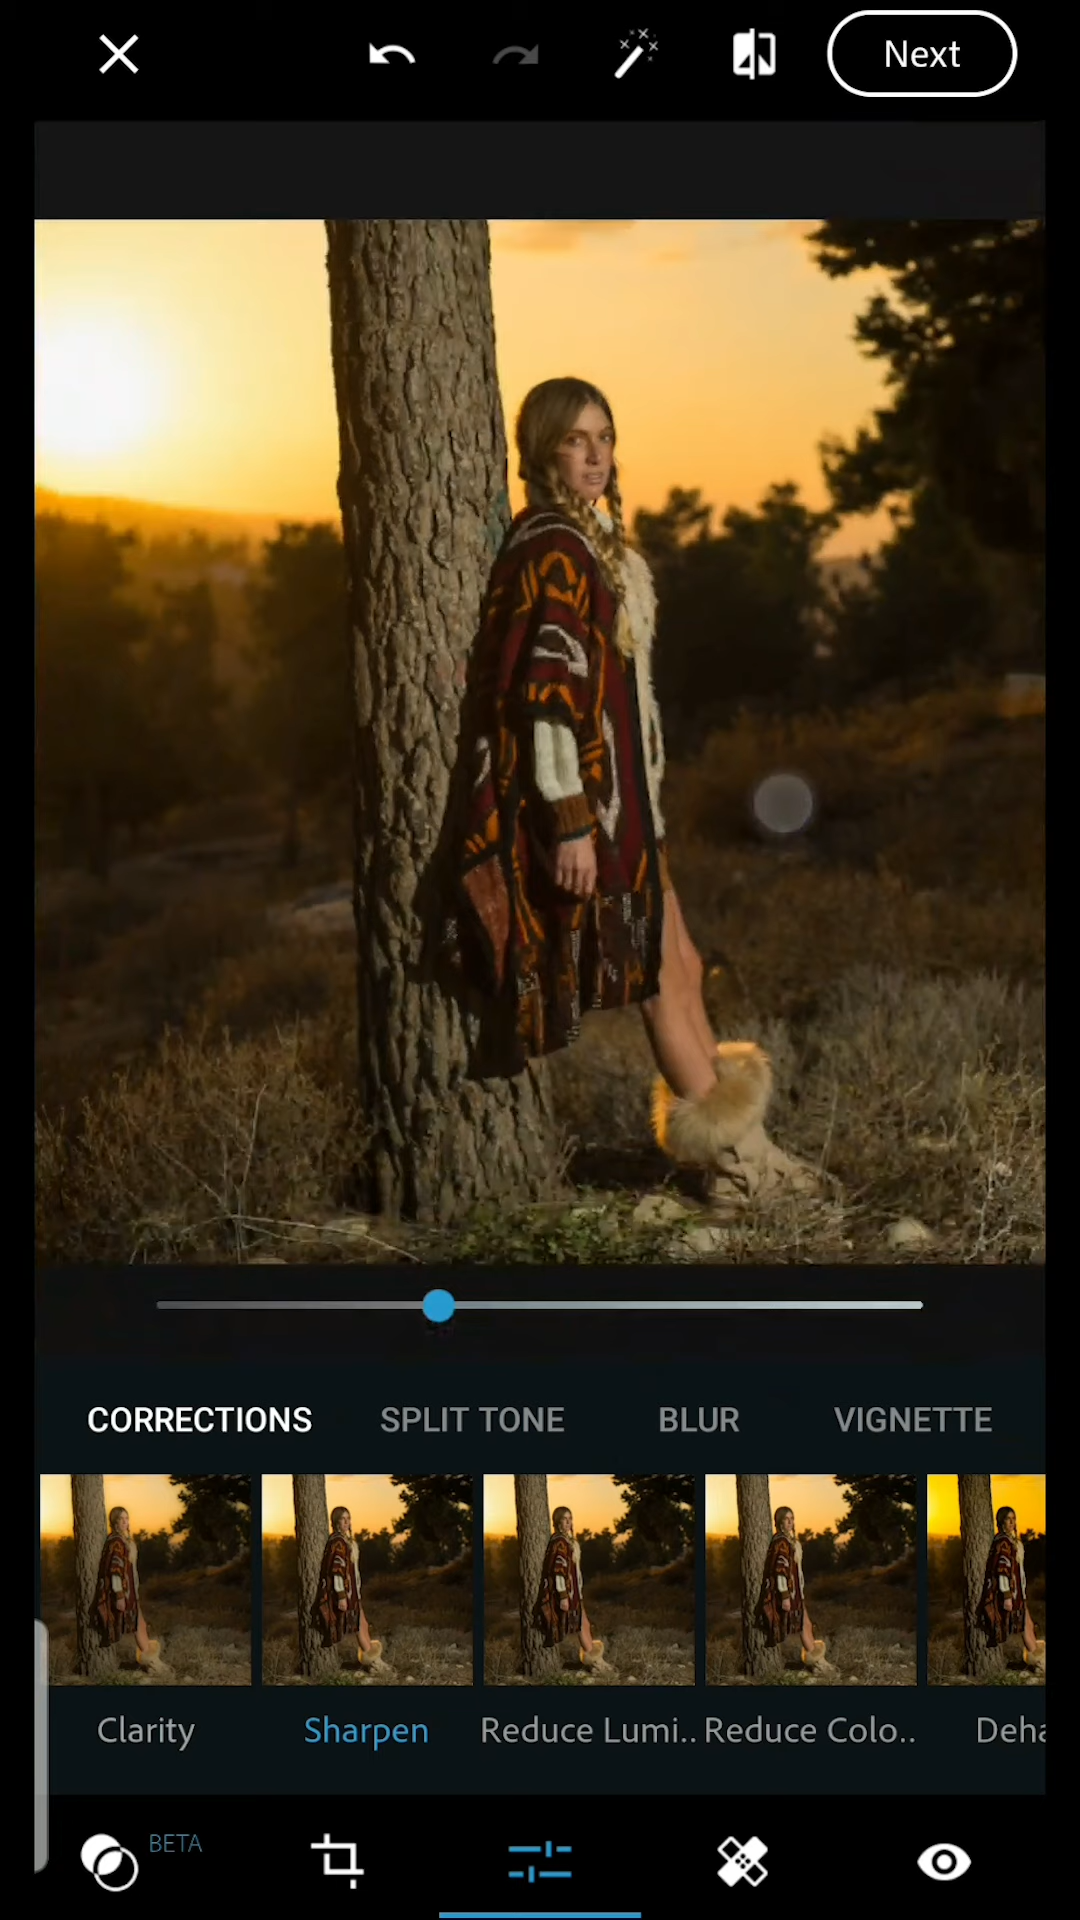 Next
CORRECTIONS SPLIT TONE BLUR VIGNETTE
Clarity Sharpen Reduce Lumi.. Reduce Colo.. Deha
BETA